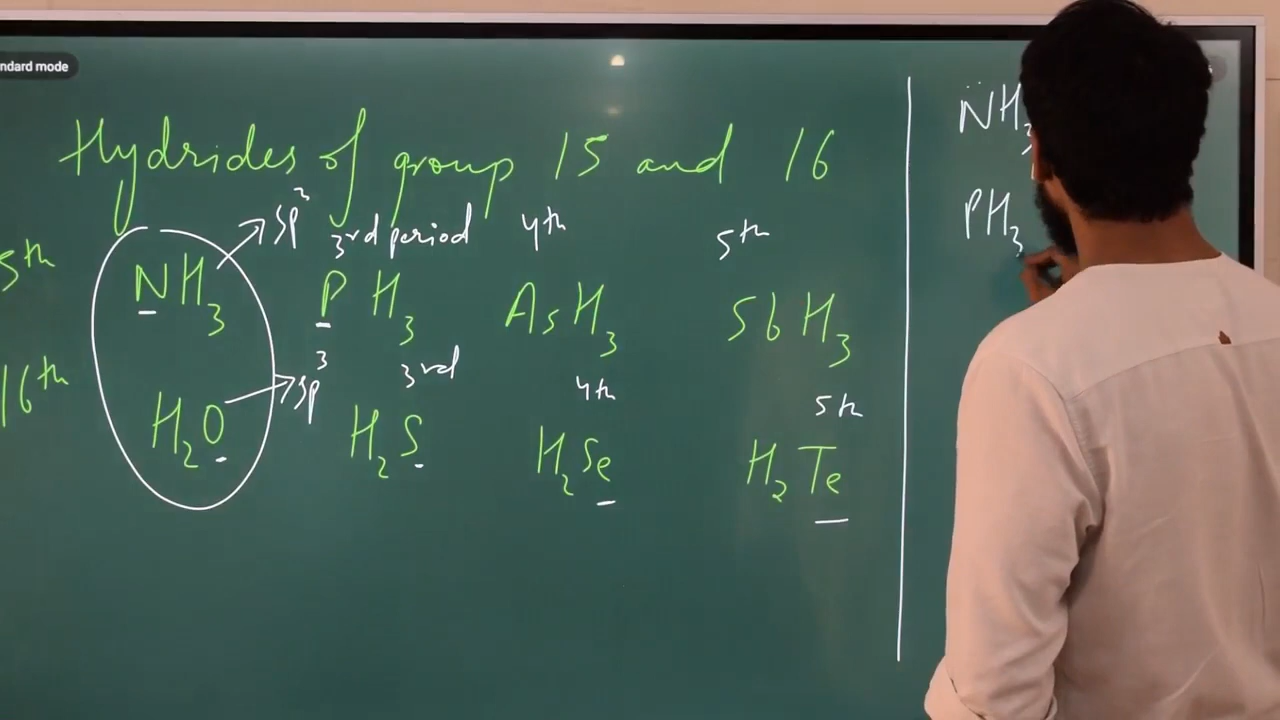 ndard mode
Hydrides of group 15 and 16
sp³
3rd period 4th 5th
5th NH₃ PH₃ AsH₃ SbH₃
sp³ 3rd 4th 5th
16th H₂O H₂S H₂Se H₂Te
NH₃
PH₃